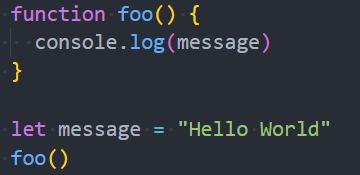 function foo() {
  console.log(message)
}

let message = "Hello World"
foo()